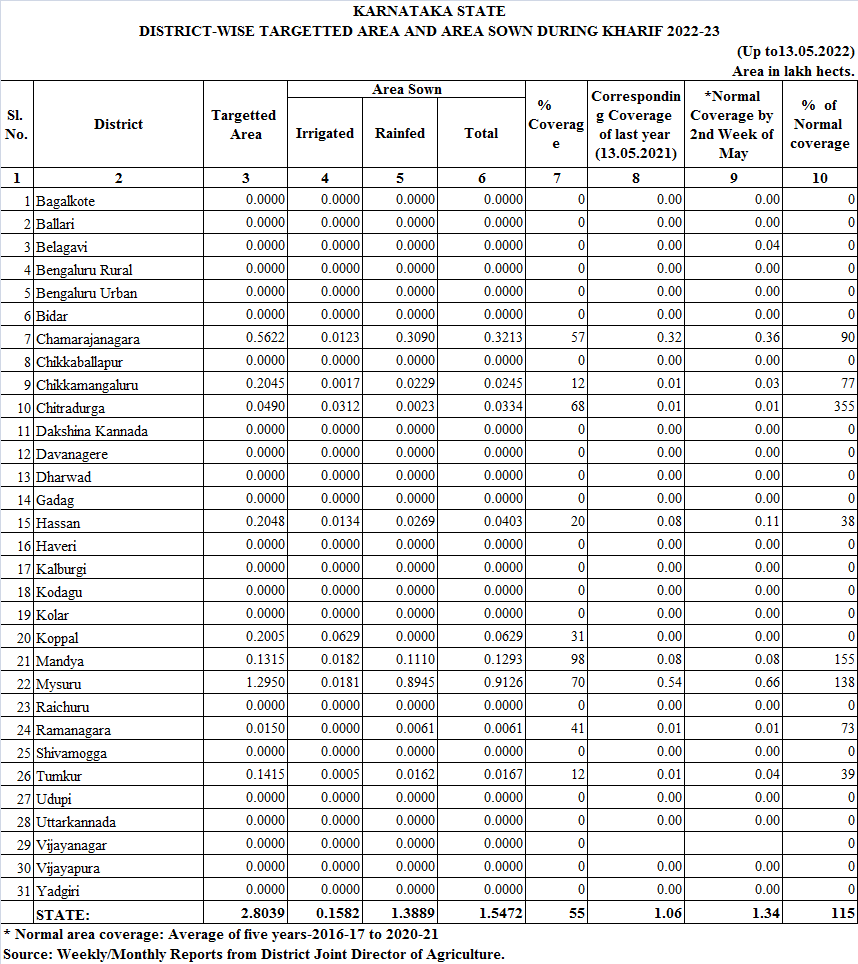 KARNATAKA STATE
DISTRICT-WISE TARGETTED AREA AND AREA SOWN DURING KHARIF 2022-23
(Up to13.05.2022)
Area in lakh hects.
Sl. No. District Targetted Area Area Sown Irrigated Rainfed Total % Coverag e Correspondin g Coverage of last year (13.05.2021) *Normal Coverage by 2nd Week of May % of Normal coverage
1 2 3 4 5 6 7 8 9 10
1 Bagalkote 0.0000 0.0000 0.0000 0.0000 0 0.00 0.00 0
2 Ballari 0.0000 0.0000 0.0000 0.0000 0 0.00 0.00 0
3 Belagavi 0.0000 0.0000 0.0000 0.0000 0 0.00 0.04 0
4 Bengaluru Rural 0.0000 0.0000 0.0000 0.0000 0 0.00 0.00 0
5 Bengaluru Urban 0.0000 0.0000 0.0000 0.0000 0 0.00 0.00 0
6 Bidar 0.0000 0.0000 0.0000 0.0000 0 0.00 0.00 0
7 Chamarajanagara 0.5622 0.0123 0.3090 0.3213 57 0.32 0.36 90
8 Chikkaballapur 0.0000 0.0000 0.0000 0.0000 0 0.00 0.00 0
9 Chikkamangaluru 0.2045 0.0017 0.0229 0.0245 12 0.01 0.03 77
10 Chitradurga 0.0490 0.0312 0.0023 0.0334 68 0.01 0.01 355
11 Dakshina Kannada 0.0000 0.0000 0.0000 0.0000 0 0.00 0.00 0
12 Davanagere 0.0000 0.0000 0.0000 0.0000 0 0.00 0.00 0
13 Dharwad 0.0000 0.0000 0.0000 0.0000 0 0.00 0.00 0
14 Gadag 0.0000 0.0000 0.0000 0.0000 0 0.00 0.00 0
15 Hassan 0.2048 0.0134 0.0269 0.0403 20 0.08 0.11 38
16 Haveri 0.0000 0.0000 0.0000 0.0000 0 0.00 0.00 0
17 Kalburgi 0.0000 0.0000 0.0000 0.0000 0 0.00 0.00 0
18 Kodagu 0.0000 0.0000 0.0000 0.0000 0 0.00 0.00 0
19 Kolar 0.0000 0.0000 0.0000 0.0000 0 0.00 0.00 0
20 Koppal 0.2005 0.0629 0.0000 0.0629 31 0.00 0.00 0
21 Mandya 0.1315 0.0182 0.1110 0.1293 98 0.08 0.08 155
22 Mysuru 1.2950 0.0181 0.8945 0.9126 70 0.54 0.66 138
23 Raichuru 0.0000 0.0000 0.0000 0.0000 0 0.00 0.00 0
24 Ramanagara 0.0150 0.0000 0.0061 0.0061 41 0.01 0.01 73
25 Shivamogga 0.0000 0.0000 0.0000 0.0000 0 0.00 0.00 0
26 Tumkur 0.1415 0.0005 0.0162 0.0167 12 0.01 0.04 39
27 Udupi 0.0000 0.0000 0.0000 0.0000 0 0.00 0.00 0
28 Uttarkannada 0.0000 0.0000 0.0000 0.0000 0 0.00 0.00 0
29 Vijayanagar 0.0000 0.0000 0.0000 0.0000 0 0
30 Vijayapura 0.0000 0.0000 0.0000 0.0000 0 0.00 0.00 0
31 Yadgiri 0.0000 0.0000 0.0000 0.0000 0 0.00 0.00 0
STATE: 2.8039 0.1582 1.3889 1.5472 55 1.06 1.34 115
* Normal area coverage: Average of five years-2016-17 to 2020-21
Source: Weekly/Monthly Reports from District Joint Director of Agriculture.